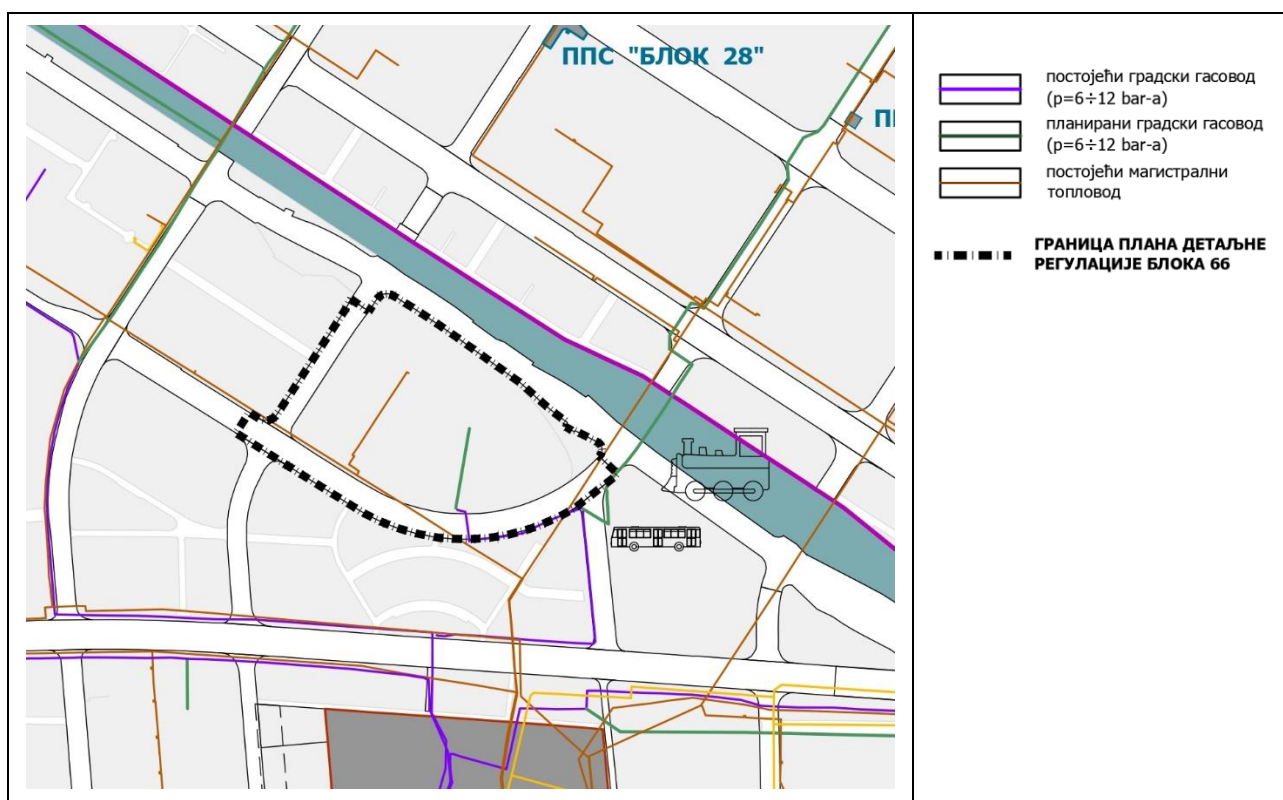 ППС "БЛОК 28"
постојећи градски гасовод
(p=6÷12 bar-a)
планирани градски гасовод
(p=6÷12 bar-a)
постојећи магистрални
топловод
ГРАНИЦА ПЛАНА ДЕТАЉНЕ
РЕГУЛАЦИЈЕ БЛОКА 66